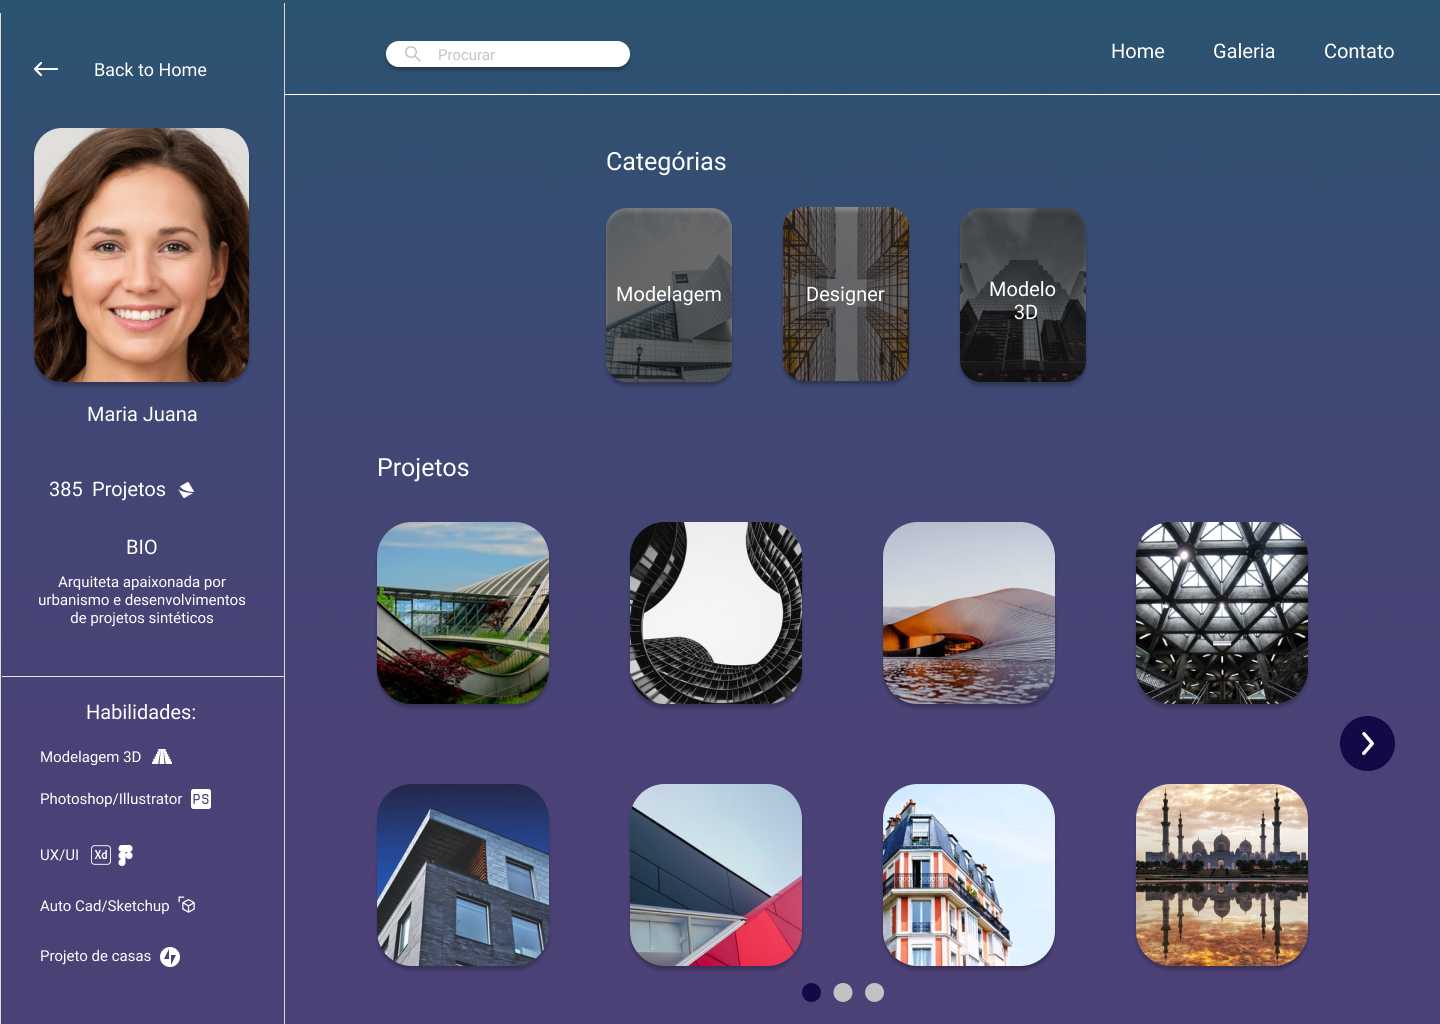 Back to Home
Procurar
Home
Galeria
Contato
Maria Juana
385 Projetos
BIO
Arquiteta apaixonada por
urbanismo e desenvolvimentos
de projetos sintéticos
Habilidades:
Modelagem 3D
Photoshop/Illustrator PS
UX/UI Xd
Auto Cad/Sketchup
Projeto de casas
Categórias
Modelagem
Designer
Modelo
3D
Projetos